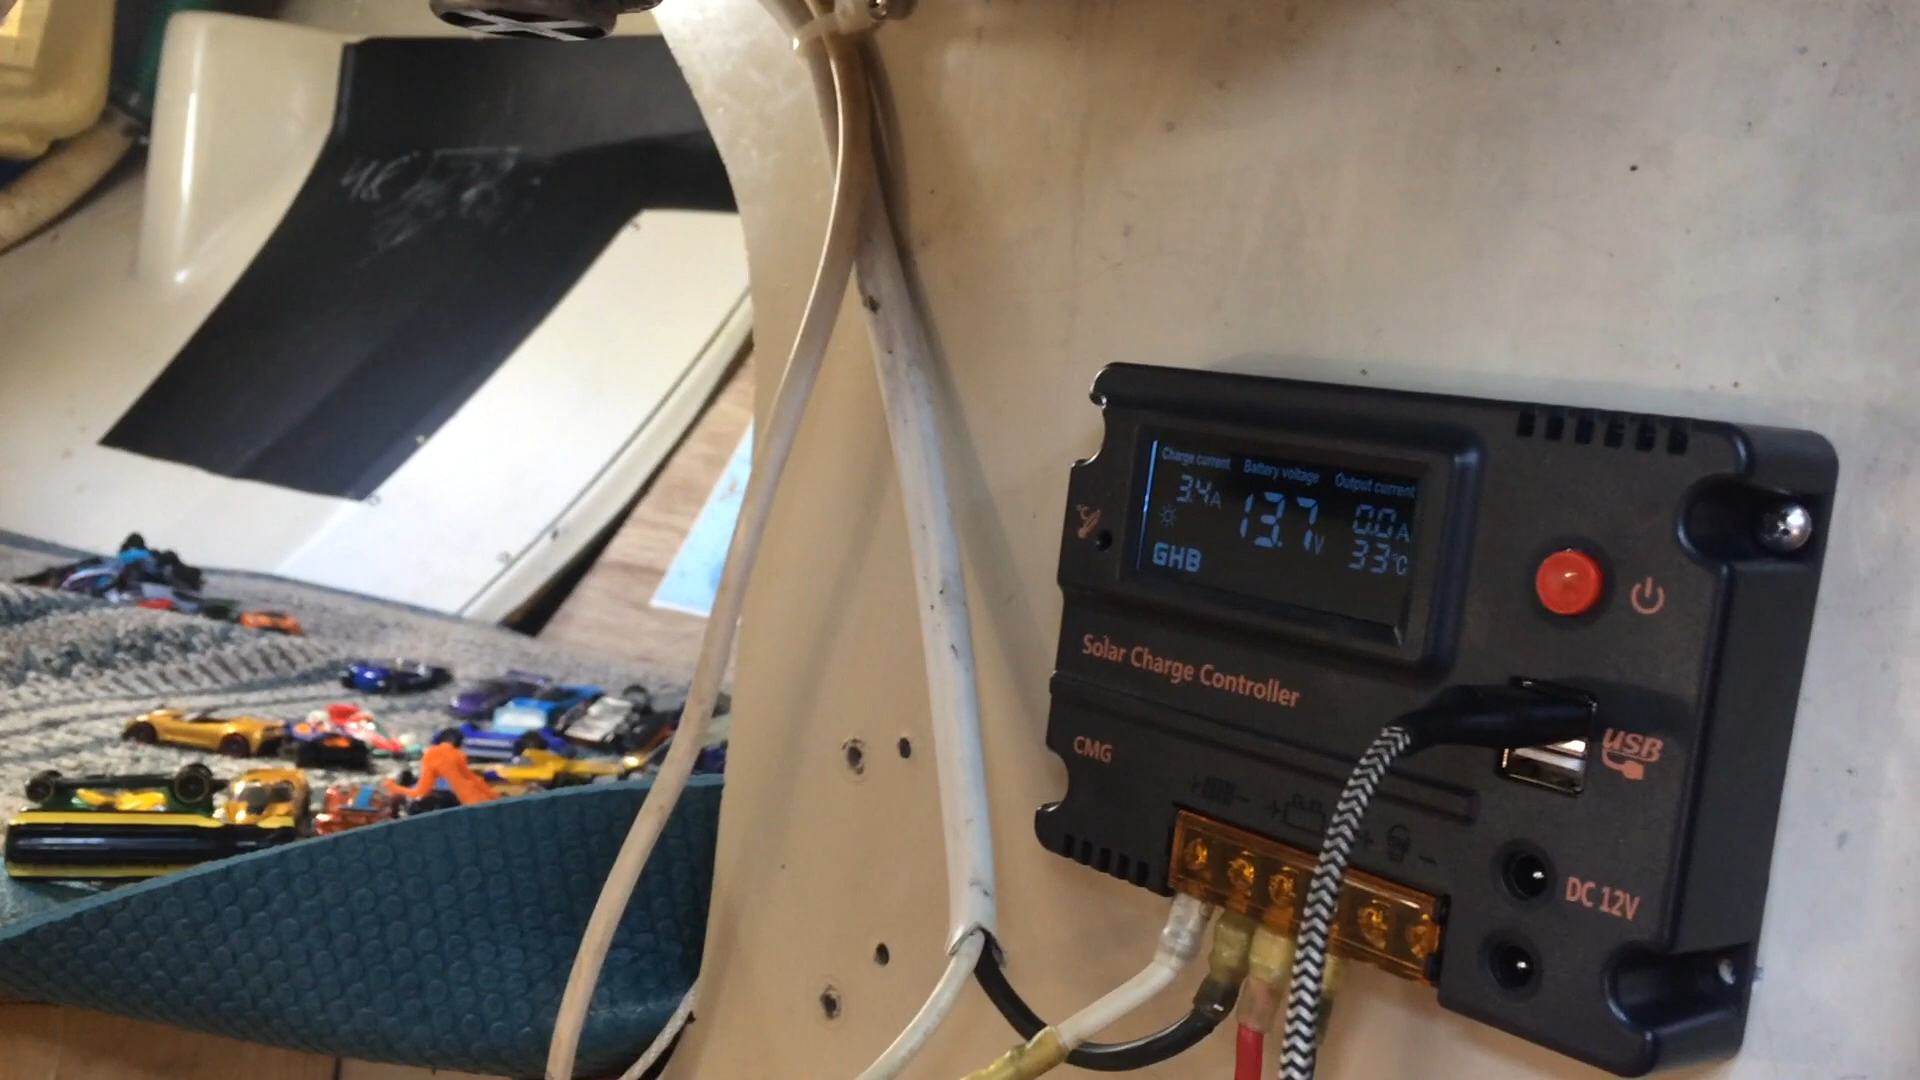 Charge current Battery voltage Output current
3.4A 13.7V 0.0A
33°C
GHB
°C
Solar Charge Controller
USB
CMG
+ - + - + -
DC 12V